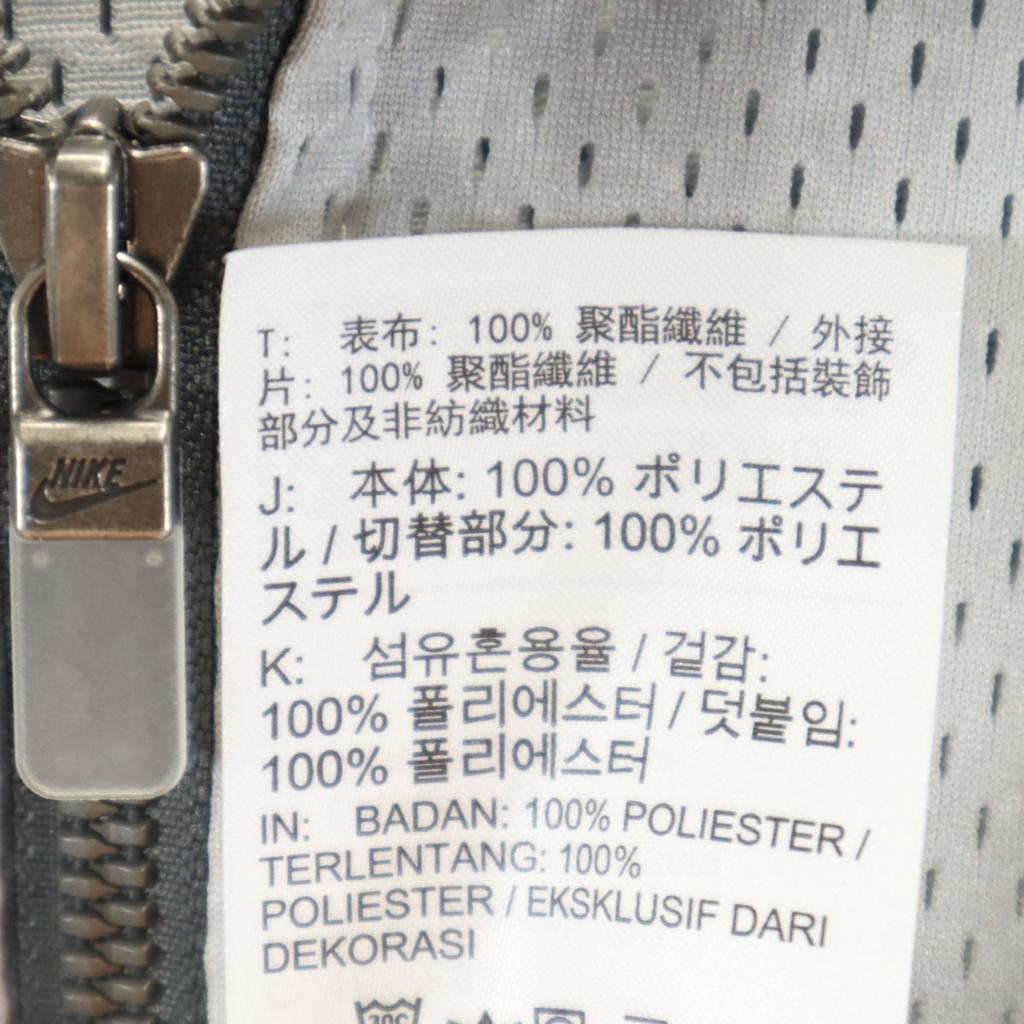 NIKE
T: 表布: 100% 聚酯纖維 / 外接
片: 100% 聚酯纖維 / 不包括裝飾
部分及非紡織材料
J: 本体: 100% ポリエステ
ル / 切替部分: 100% ポリエ
ステル
K: 섬유혼용율 / 겉감:
100% 폴리에스터 / 덧붙임:
100% 폴리에스터
IN: BADAN: 100% POLIESTER /
TERLENTANG: 100%
POLIESTER / EKSKLUSIF DARI
DEKORASI
30C